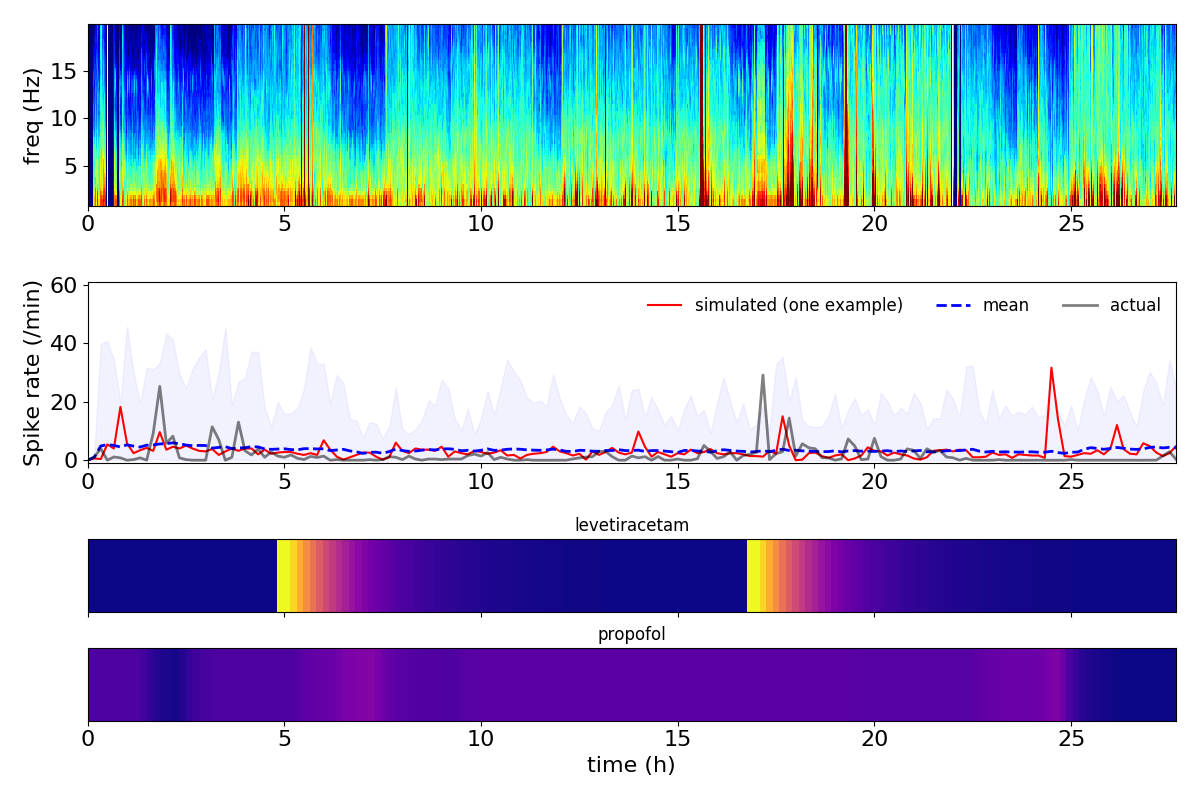 freq (Hz)
15
10
5
0 5 10 15 20 25
Spike rate (/min)
60
40
20
0
simulated (one example) mean actual
0 5 10 15 20 25
levetiracetam
propofol
0 5 10 15 20 25
time (h)